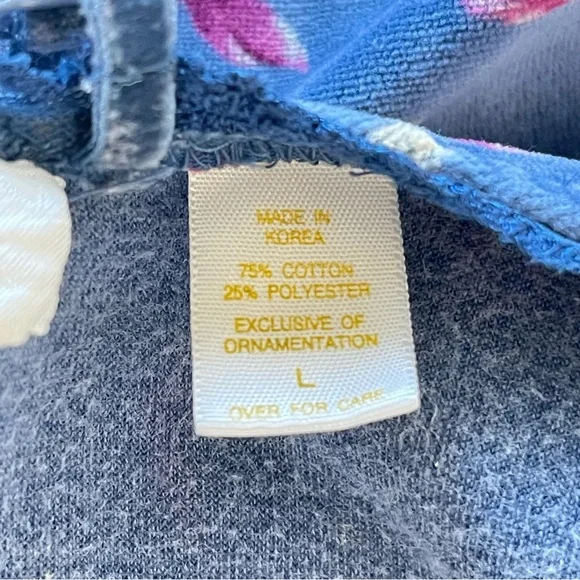 MADE IN
KOREA
75% COTTON
25% POLYESTER
EXCLUSIVE OF
ORNAMENTATION
L
OVER FOR CARE